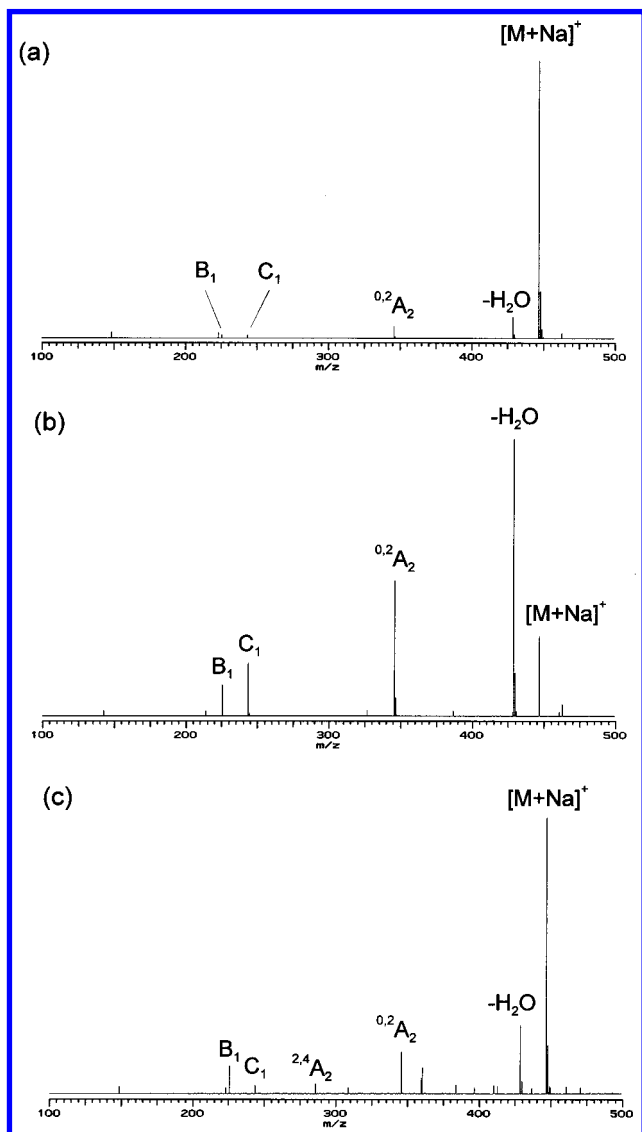 (a)
[M+Na]⁺
B₁
C₁
⁰,²A₂
-H₂O
100 200 300 400 500
m/z
(b)
-H₂O
⁰,²A₂
[M+Na]⁺
C₁
B₁
100 200 300 400 500
m/z
(c)
[M+Na]⁺
-H₂O
⁰,²A₂
B₁
C₁
²,⁴A₂
100 200 300 400 500
m/z